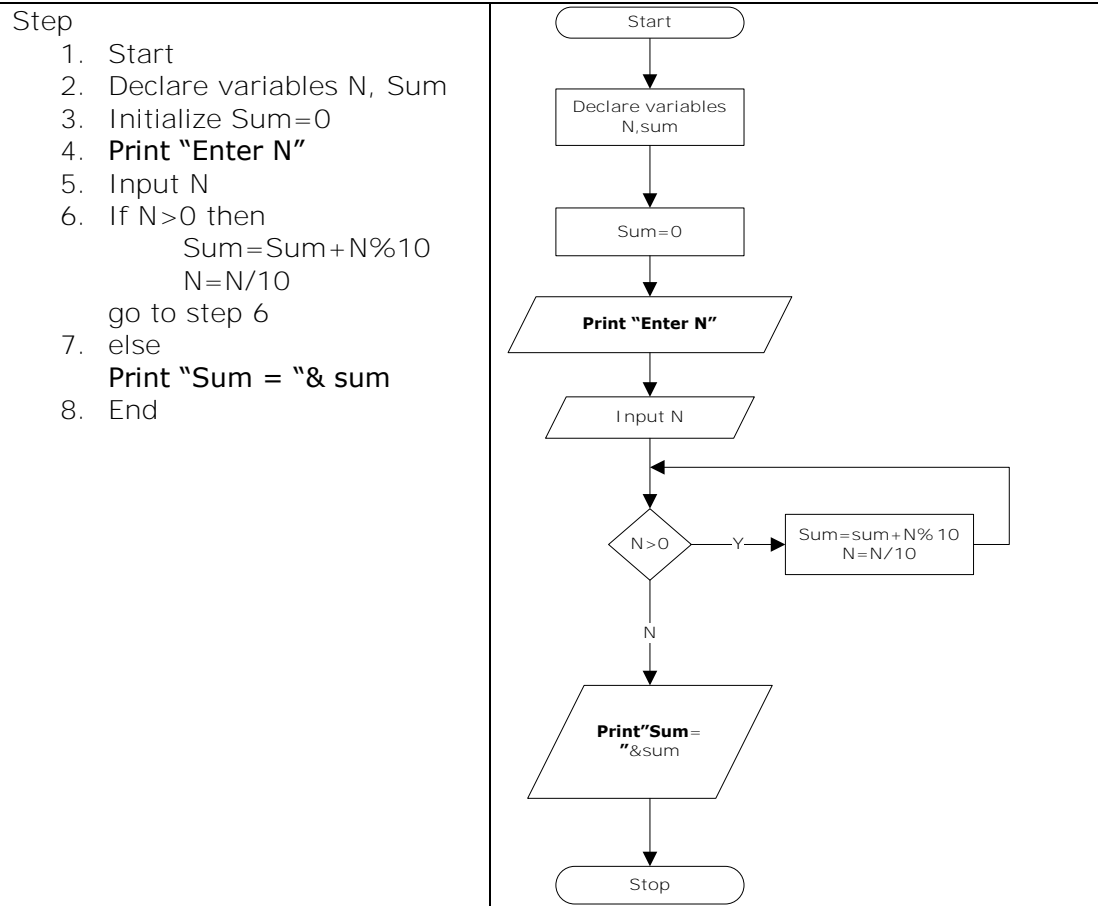 Step
1. Start
2. Declare variables N, Sum
3. Initialize Sum=0
4. Print “Enter N”
5. Input N
6. If N>0 then
Sum=Sum+N%10
N=N/10
go to step 6
7. else
Print “Sum = “& sum
8. End
Start
Declare variables
N,sum
Sum=0
Print “Enter N”
Input N
N>0
Y
Sum=sum+N%10
N=N/10
N
Print”Sum=
”&sum
Stop